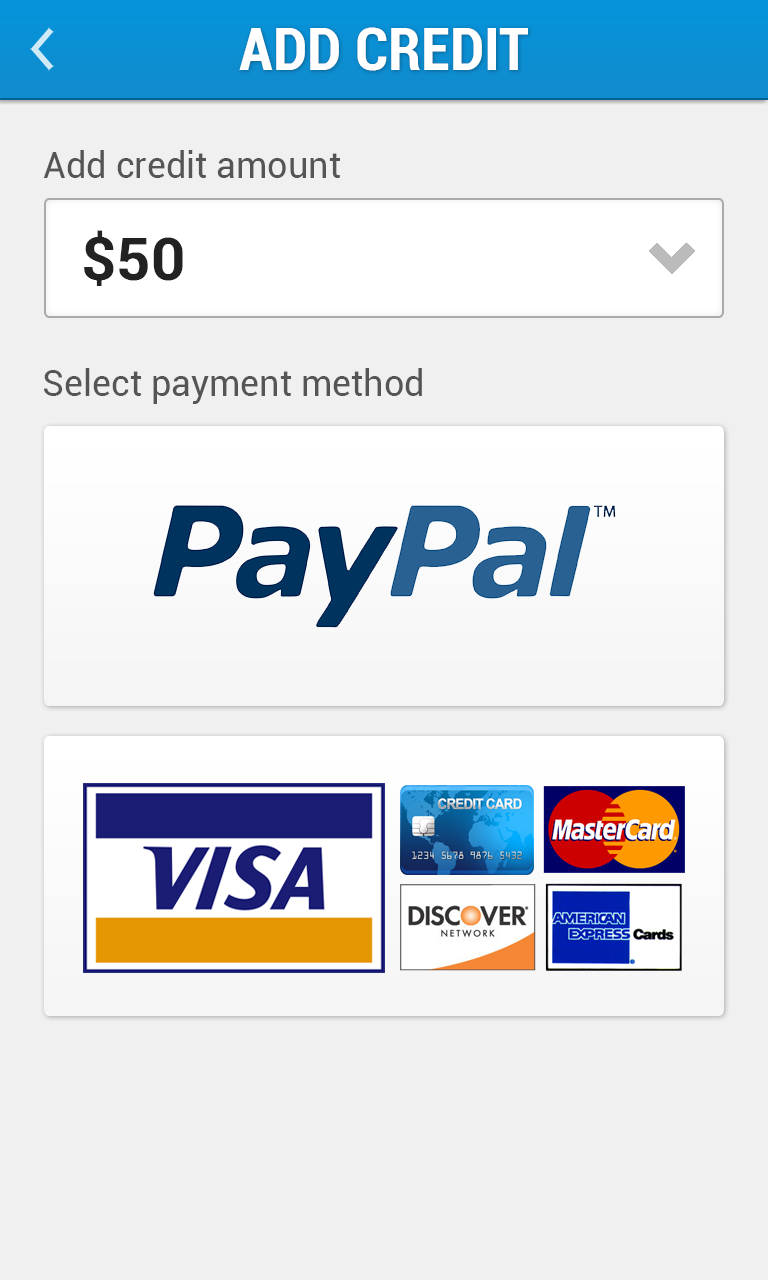 ADD CREDIT
Add credit amount
$50
Select payment method
PayPal™
VISA
CREDIT CARD
1234 5678 9876 5432
MasterCard
DISCOVER
NETWORK
AMERICAN
EXPRESS Cards